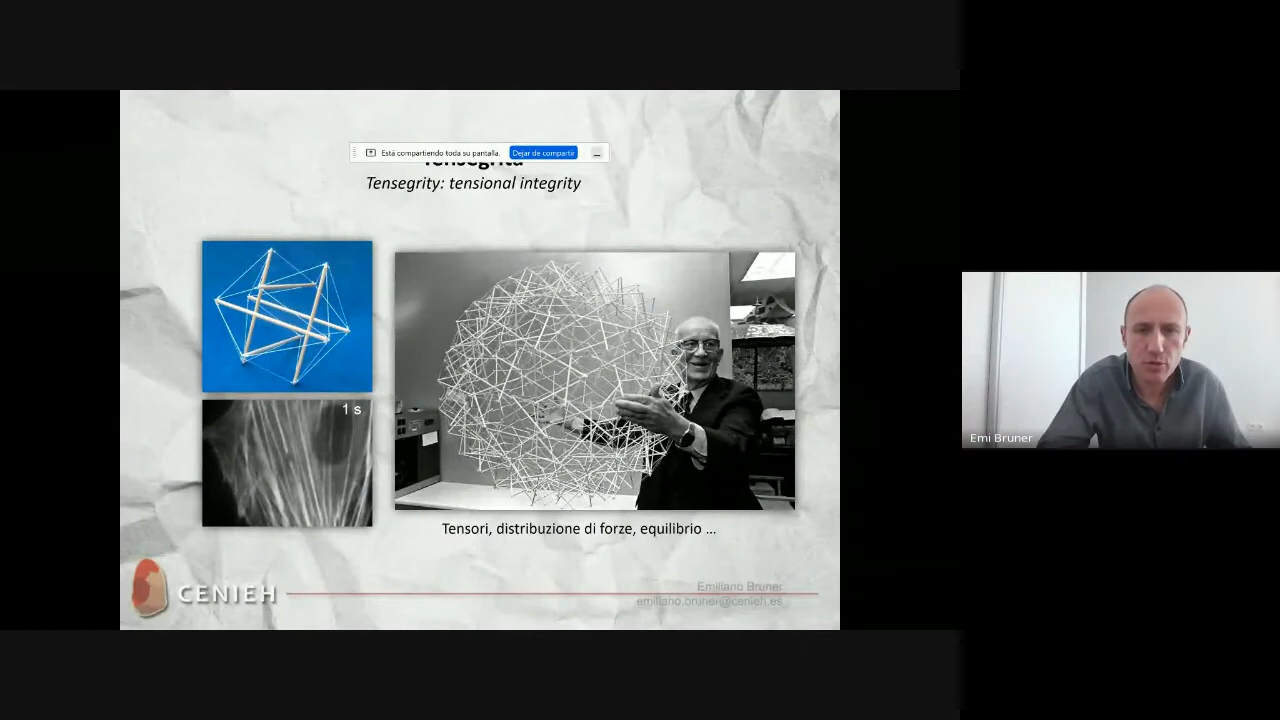 Está compartiendo toda su pantalla.
Dejar de compartir
Tensegrity: tensional integrity
1 s
Tensori, distribuzione di forze, equilibrio ...
CENIEH
Emiliano Bruner
emiliano.bruner@cenieh.es
Emi Bruner